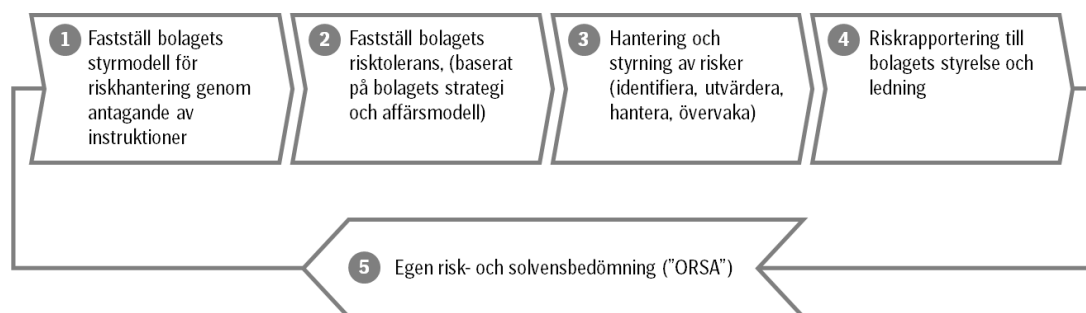 1 Fastställ bolagets
styrmodell för
riskhantering genom
antagande av
instruktioner
2 Fastställ bolagets
risktolerans, (baserat
på bolagets strategi
och affärsmodell)
3 Hantering och
styrning av risker
(identifiera, utvärdera,
hantera, övervaka)
4 Riskrapportering till
bolagets styrelse och
ledning
5 Egen risk- och solvensbedömning (”ORSA”)